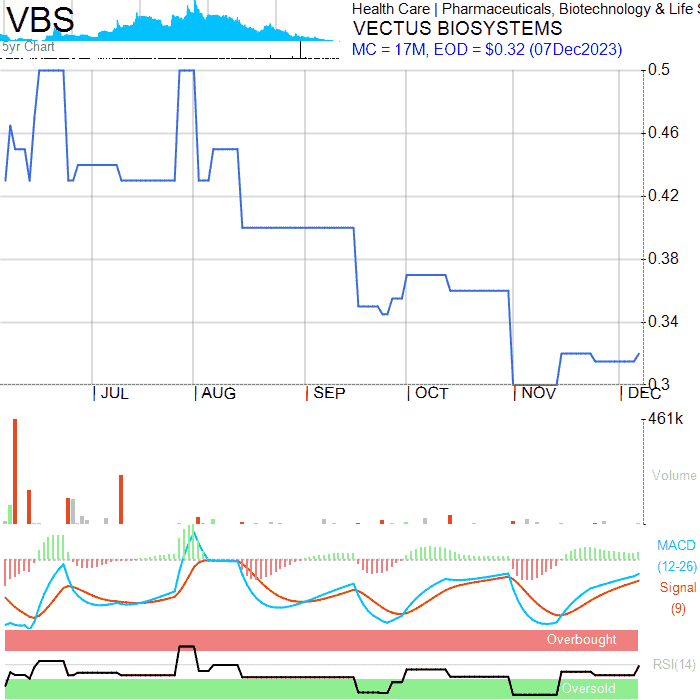 VBS
Health Care | Pharmaceuticals, Biotechnology & Life S
VECTUS BIOSYSTEMS
MC = 17M, EOD = $0.32 (07Dec2023)
5yr Chart
0.5
0.46
0.42
0.38
0.34
0.3
JUL
AUG
SEP
OCT
NOV
DEC
461k
Volume
MACD
(12-26)
Signal
(9)
Overbought
RSI(14)
Oversold